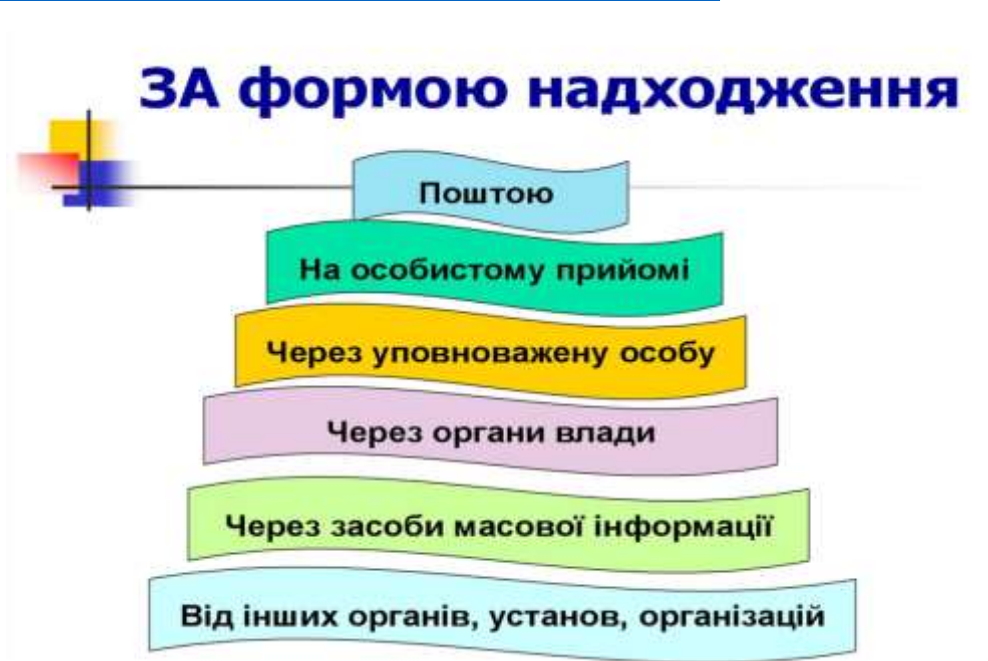 ЗА формою надходження
Поштою
На особистому прийомі
Через уповноважену особу
Через органи влади
Через засоби масової інформації
Від інших органів, установ, організацій